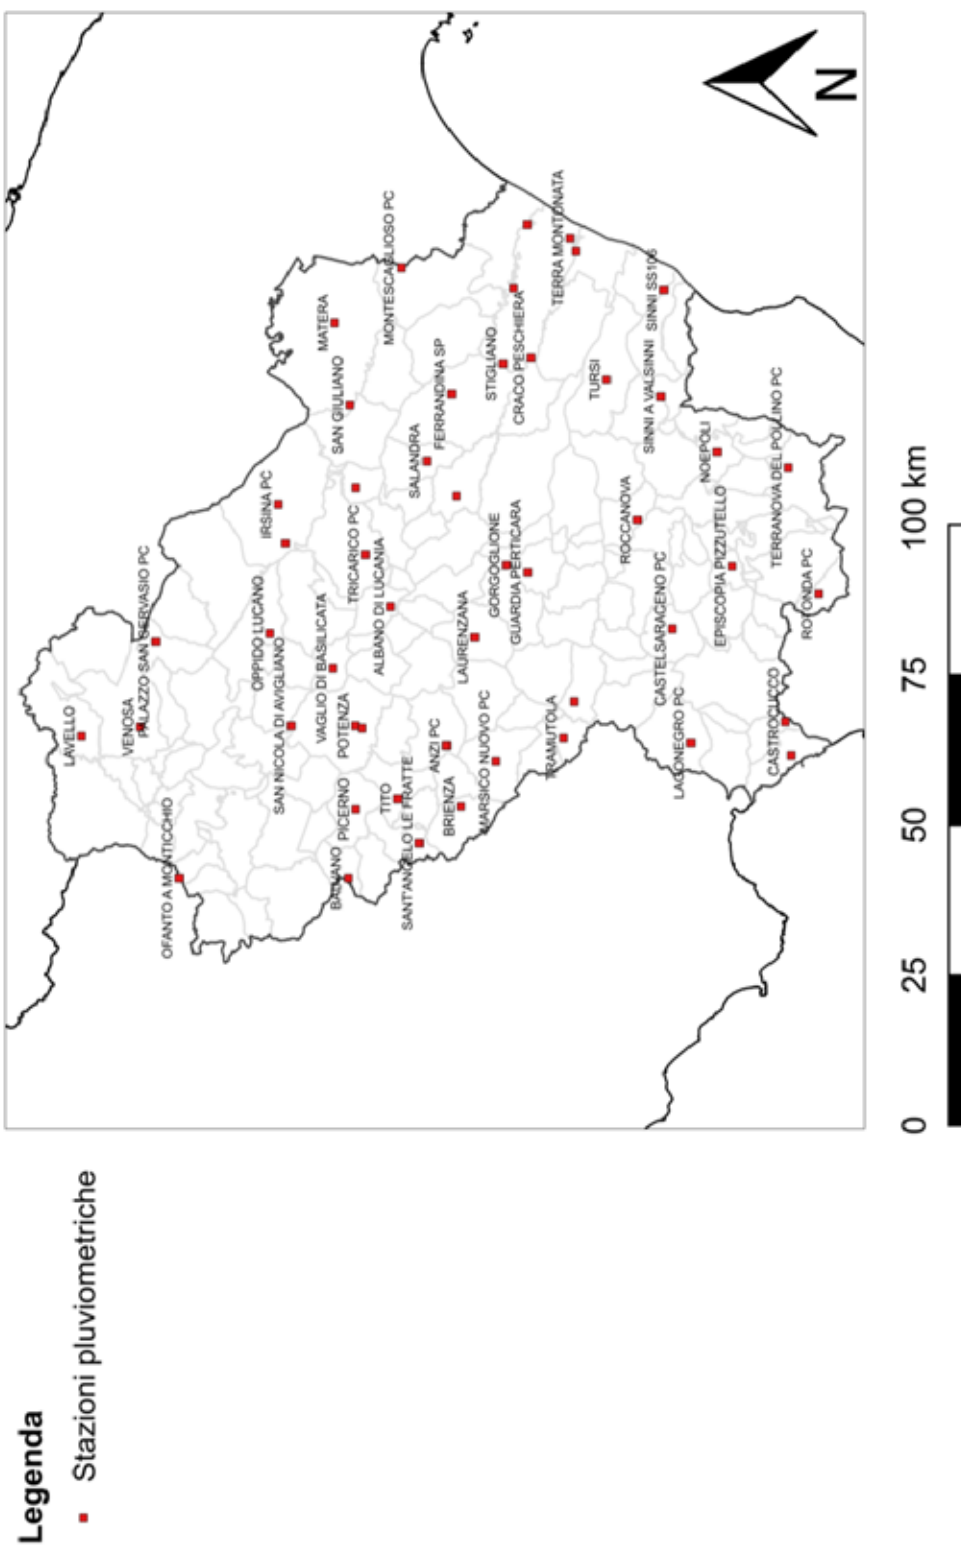 Legenda
Stazioni pluviometriche
LAVELLO
VENOSA
PALAZZO SAN GERVASIO PC
OFANTO A MONTICCHIO
OPPIDO LUCANO
IRSINA PC
SAN NICOLA DI AVIGLIANO
VAGLIO DI BASILICATA
MATERA
SAN GIULIANO
POTENZA
PICERNO
BALVANO
TRICARICO PC
ALBANO DI LUCANIA
TITO
MONTESCAGLIOSO PC
SANT'ANGELO LE FRATTE
SALANDRA
FERRANDINA SP
ANZI PC
BRIENZA
LAURENZANA
MARSICO NUOVO PC
STIGLIANO
GORGOGLIONE
GUARDIA PERTICARA
CRACO PESCHIERA
TERRA MONTONATA
TRAMUTOLA
TURSI
ROCCANOVA
SINNI A VALSINNI
SINNI SS106
CASTELSARACENO PC
LAGONEGRO PC
NOEPOLI
EPISCOPIA PIZZUTELLO
CASTROCUCCO
TERRANOVA DEL POLLINO PC
ROTONDA PC
N
0 25 50 75 100 km